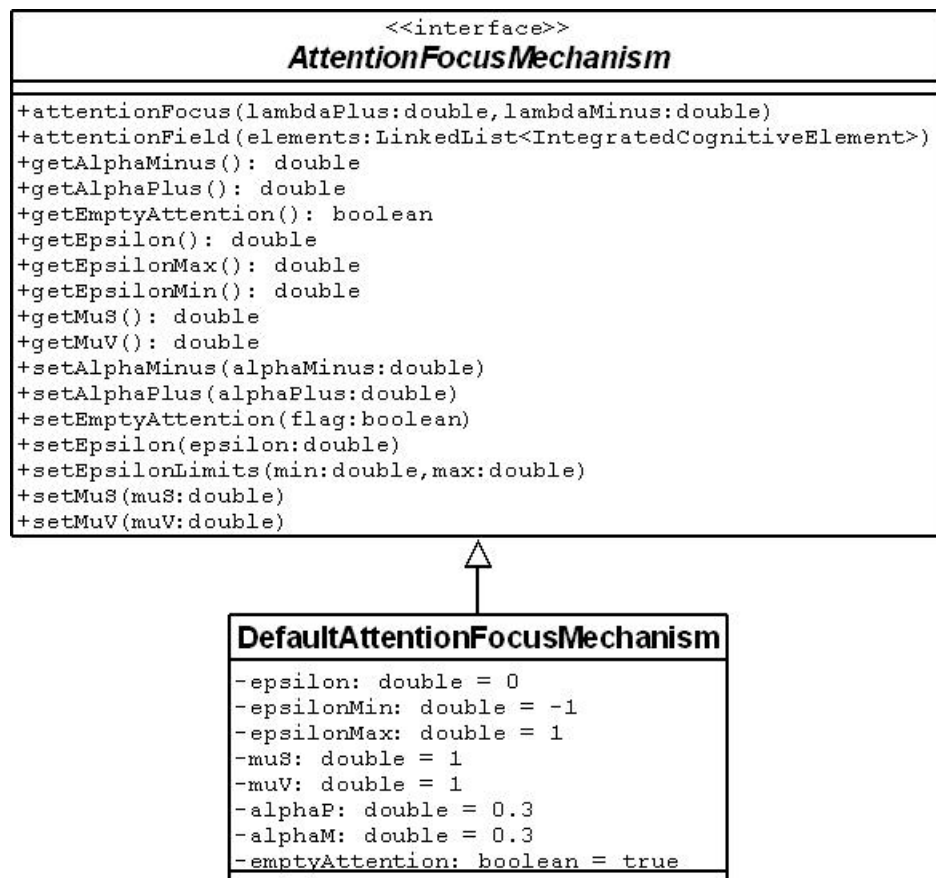 <<interface>>
AttentionFocusMechanism
+attentionFocus(lambdaPlus:double,lambdaMinus:double)
+attentionField(elements:LinkedList<IntegratedCognitiveElement>)
+getAlphaMinus(): double
+getAlphaPlus(): double
+getEmptyAttention(): boolean
+getEpsilon(): double
+getEpsilonMax(): double
+getEpsilonMin(): double
+getMuS(): double
+getMuV(): double
+setAlphaMinus(alphaMinus:double)
+setAlphaPlus(alphaPlus:double)
+setEmptyAttention(flag:boolean)
+setEpsilon(epsilon:double)
+setEpsilonLimits(min:double,max:double)
+setMuS(muS:double)
+setMuV(muV:double)
DefaultAttentionFocusMechanism
-epsilon: double = 0
-epsilonMin: double = -1
-epsilonMax: double = 1
-muS: double = 1
-muV: double = 1
-alphaP: double = 0.3
-alphaM: double = 0.3
-emptyAttention: boolean = true